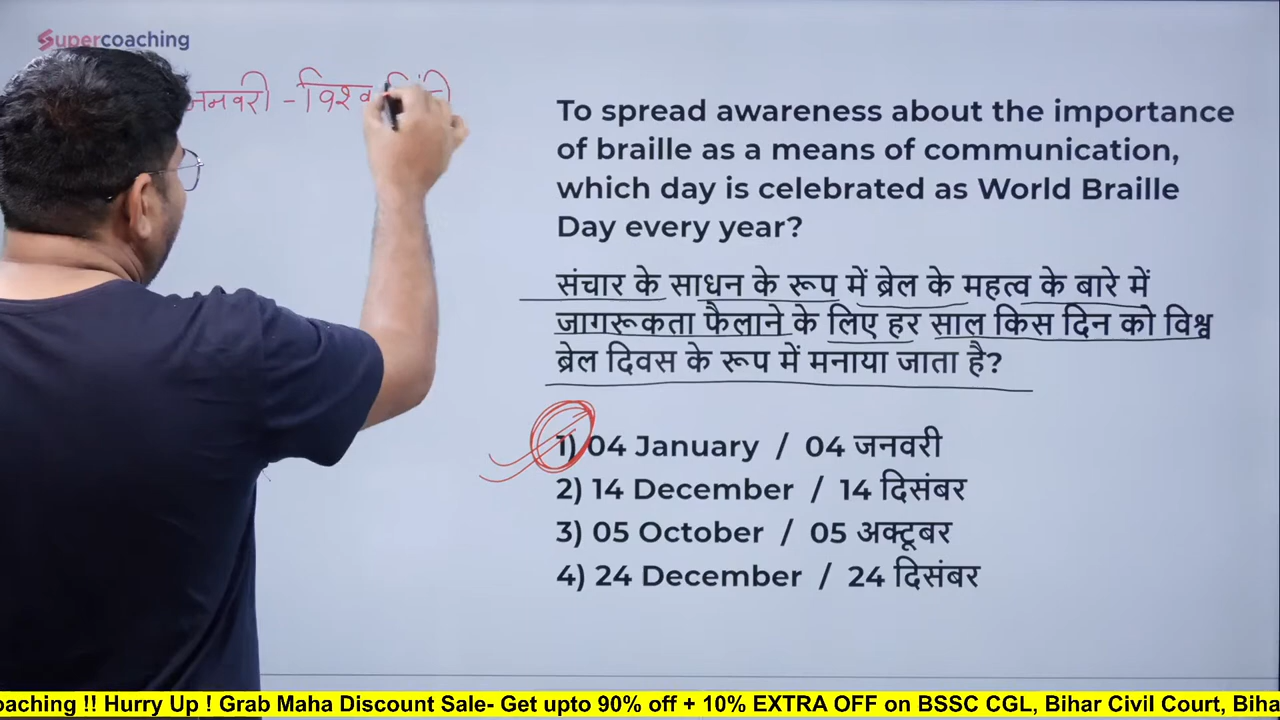 Supercoaching
जनवरी - विश्व
To spread awareness about the importance
of braille as a means of communication,
which day is celebrated as World Braille
Day every year?
संचार के साधन के रूप में ब्रेल के महत्व के बारे में
जागरूकता फैलाने के लिए हर साल किस दिन को विश्व
ब्रेल दिवस के रूप में मनाया जाता है?
1) 04 January / 04 जनवरी
2) 14 December / 14 दिसंबर
3) 05 October / 05 अक्टूबर
4) 24 December / 24 दिसंबर
oaching !! Hurry Up ! Grab Maha Discount Sale- Get upto 90% off + 10% EXTRA OFF on BSSC CGL, Bihar Civil Court, Biha